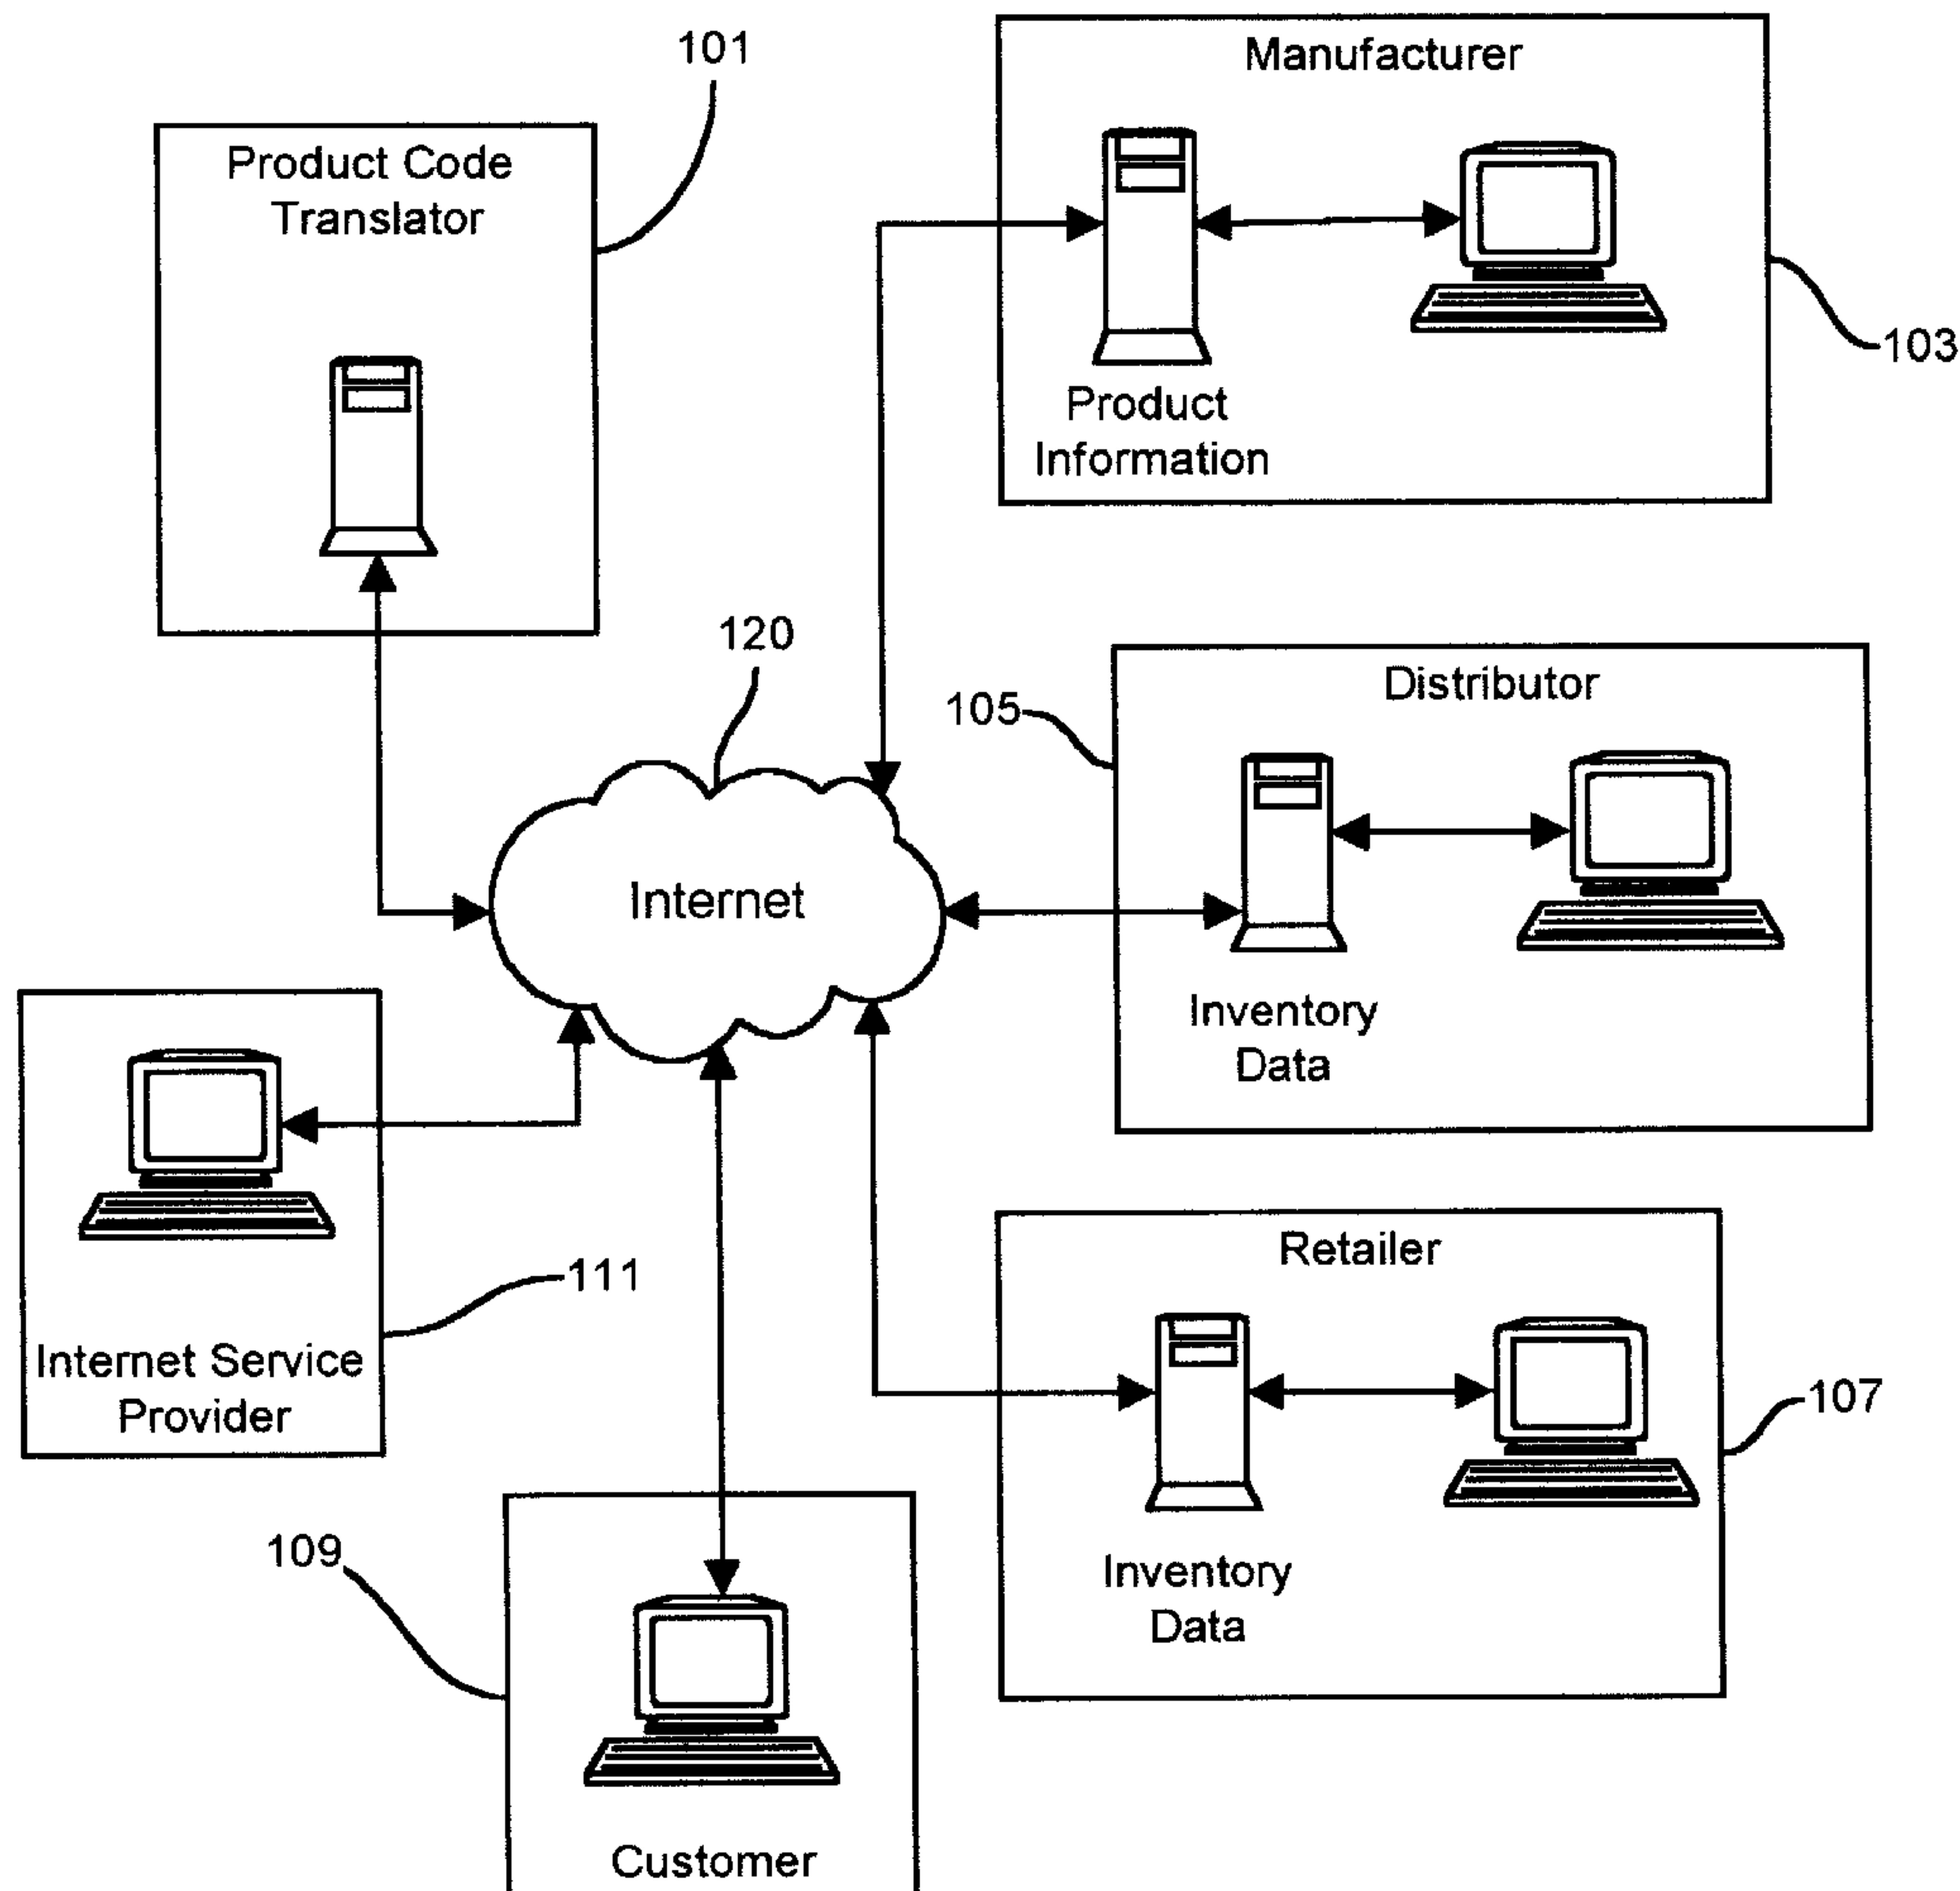 101
Manufacturer
Product Code
Translator
103
Product
Information
120
Distributor
105
Internet
Inventory
Data
Retailer
111
Internet Service
Provider
107
109
Inventory
Data
Customer